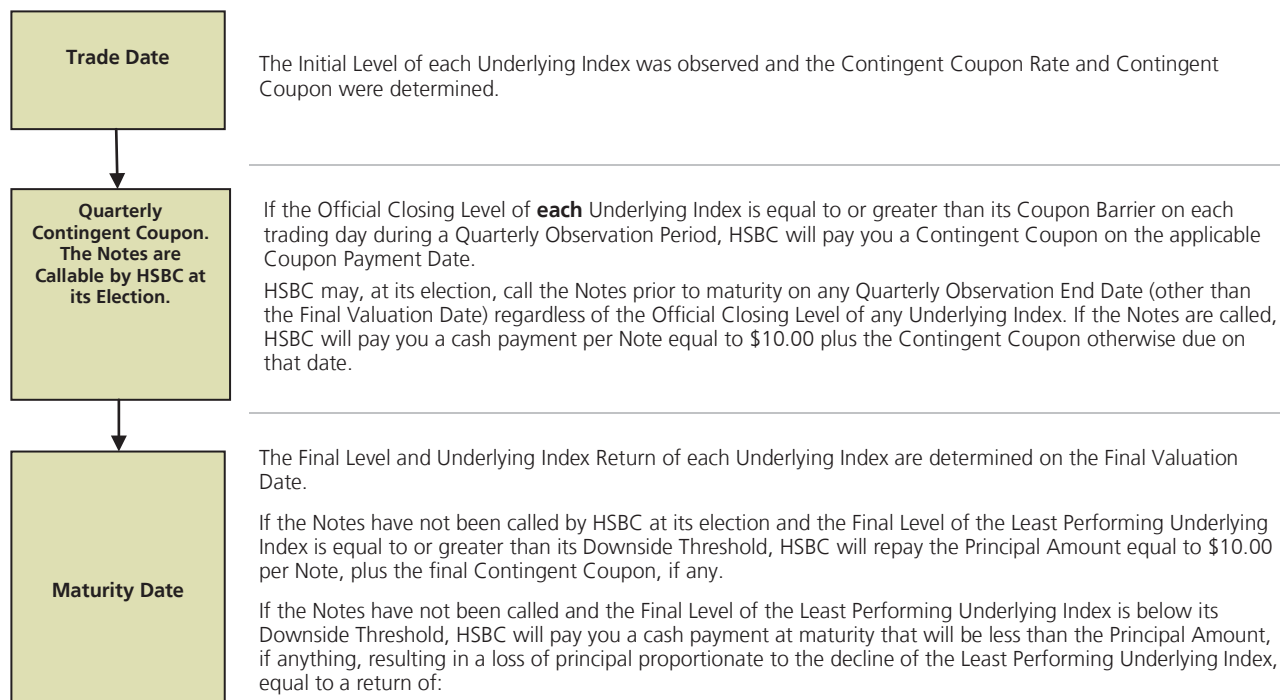 Trade Date
The Initial Level of each Underlying Index was observed and the Contingent Coupon Rate and Contingent
Coupon were determined.
Quarterly
Contingent Coupon.
The Notes are
Callable by HSBC at
its Election.
If the Official Closing Level of each Underlying Index is equal to or greater than its Coupon Barrier on each
trading day during a Quarterly Observation Period, HSBC will pay you a Contingent Coupon on the applicable
Coupon Payment Date.
HSBC may, at its election, call the Notes prior to maturity on any Quarterly Observation End Date (other than
the Final Valuation Date) regardless of the Official Closing Level of any Underlying Index. If the Notes are called,
HSBC will pay you a cash payment per Note equal to $10.00 plus the Contingent Coupon otherwise due on
that date.
Maturity Date
The Final Level and Underlying Index Return of each Underlying Index are determined on the Final Valuation
Date.
If the Notes have not been called by HSBC at its election and the Final Level of the Least Performing Underlying
Index is equal to or greater than its Downside Threshold, HSBC will repay the Principal Amount equal to $10.00
per Note, plus the final Contingent Coupon, if any.
If the Notes have not been called and the Final Level of the Least Performing Underlying Index is below its
Downside Threshold, HSBC will pay you a cash payment at maturity that will be less than the Principal Amount,
if anything, resulting in a loss of principal proportionate to the decline of the Least Performing Underlying Index,
equal to a return of: